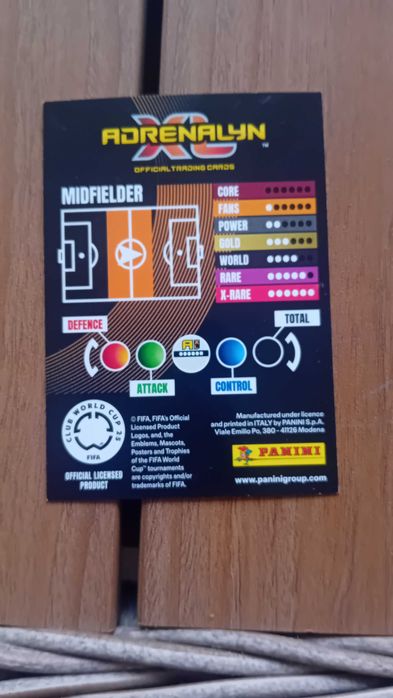 ADRENALYN
XL
™
OFFICIAL TRADING CARDS
MIDFIELDER
CORE
FANS
POWER
GOLD
WORLD
RARE
X-RARE
DEFENCE
TOTAL
ATTACK
CONTROL
CLUB WORLD CUP 25
FIFA
OFFICIAL LICENSED
PRODUCT
© FIFA, FIFA's Official
Licensed Product
Logos, and, the
Emblems, Mascots,
Posters and Trophies
of the FIFA World
Cup™ tournaments
are copyrights and/or
trademarks of FIFA.
Manufactured under licence
and printed in ITALY by PANINI S.p.A.
Viale Emilio Po, 380 - 41126 Modena
PANINI
www.paninigroup.com